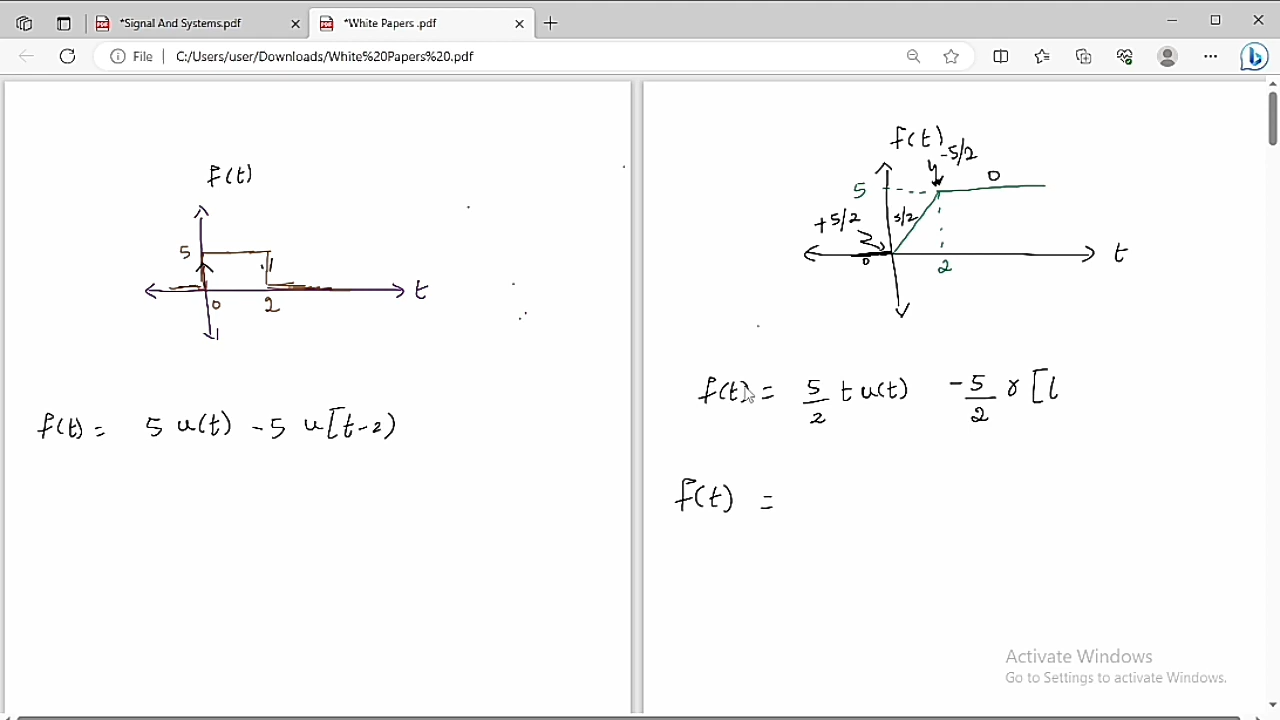 *Signal And Systems.pdf
*White Papers .pdf
File C:/Users/user/Downloads/White%20Papers%20.pdf
f(t)
5
0
2
t
1
f(t) = 5 u(t) -5 u[t-2)
f(t)
-5/2
0
5
+5/2
5/2
0
2
t
f(t) = 5/2 t u(t) -5/2 r [t
f(t) =
Activate Windows
Go to Settings to activate Windows.